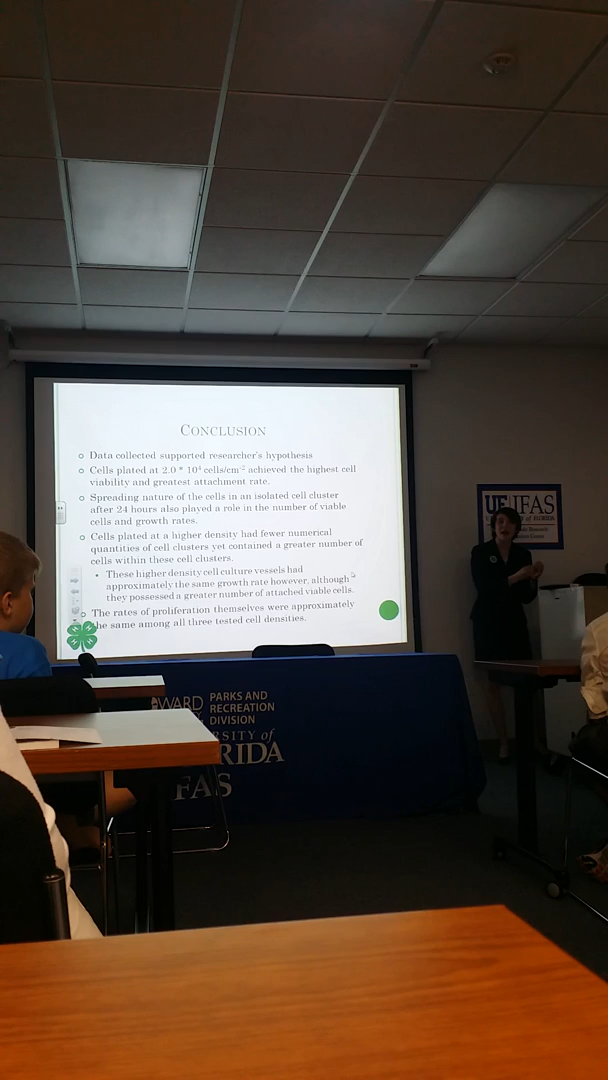 CONCLUSION
Data collected supported researcher's hypothesis
Cells plated at 2.0 * 10⁴ cells/cm⁻² achieved the highest cell
viability and greatest attachment rate.
Spreading nature of the cells in an isolated cell cluster
after 24 hours also played a role in the number of viable
cells and growth rates.
Cells plated at a higher density had fewer numerical
quantities of cell clusters yet contained a greater number of
cells within these cell clusters.
These higher density cell culture vessels had
approximately the same growth rate however, although
they possessed a greater number of attached viable cells.
The rates of proliferation themselves were approximately
the same among all three tested cell densities.
H H H H
UF IFAS
of FLORIDA
WARD PARKS AND
RECREATION
DIVISION
RSITY of
RIDA
FAS